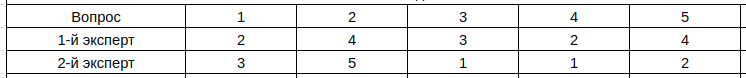 Вопрос 1 2 3 4 5
1-й эксперт 2 4 3 2 4
2-й эксперт 3 5 1 1 2